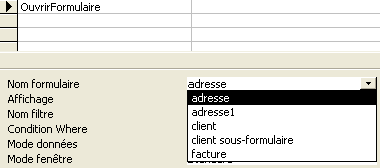 OuvrirFormulaire
Nom formulaire adresse
Affichage adresse
Nom filtre adresse1
Condition Where client
Mode données client sous-formulaire
Mode fenêtre facture